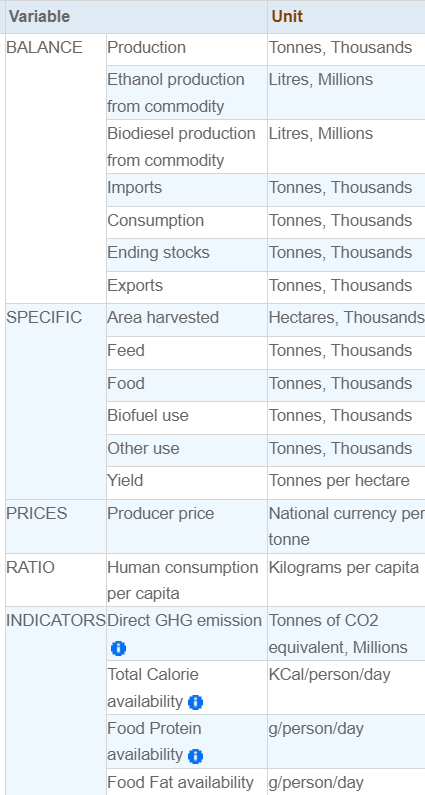 Variable Unit
BALANCE Production Tonnes, Thousands
Ethanol production Litres, Millions
from commodity
Biodiesel production Litres, Millions
from commodity
Imports Tonnes, Thousands
Consumption Tonnes, Thousands
Ending stocks Tonnes, Thousands
Exports Tonnes, Thousands
SPECIFIC Area harvested Hectares, Thousands
Feed Tonnes, Thousands
Food Tonnes, Thousands
Biofuel use Tonnes, Thousands
Other use Tonnes, Thousands
Yield Tonnes per hectare
PRICES Producer price National currency per
tonne
RATIO Human consumption Kilograms per capita
per capita
INDICATORS Direct GHG emission Tonnes of CO2
i equivalent, Millions
Total Calorie KCal/person/day
availability i
Food Protein g/person/day
availability i
Food Fat availability g/person/day